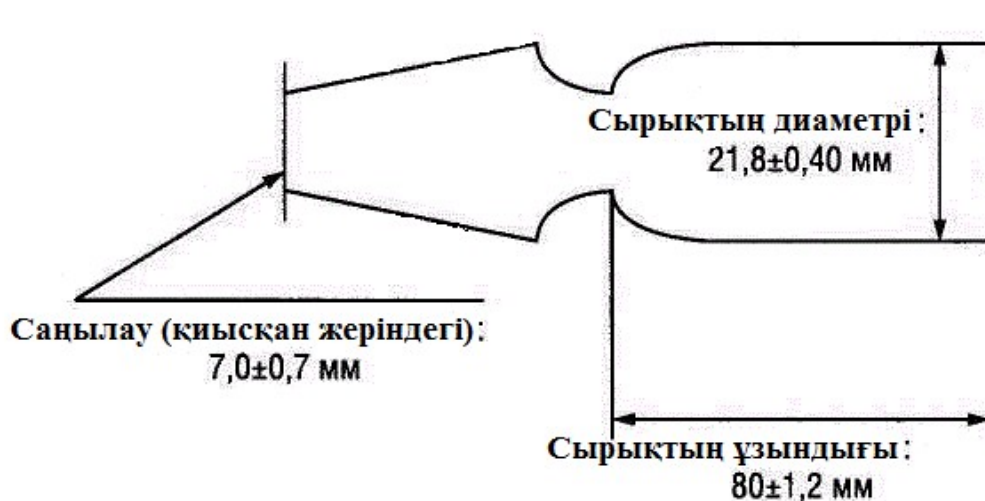 Сырықтың диаметрі:
21,8±0,40 мм
Саңылау (қиысқан жеріндегі):
7,0±0,7 мм
Сырықтың ұзындығы:
80±1,2 мм